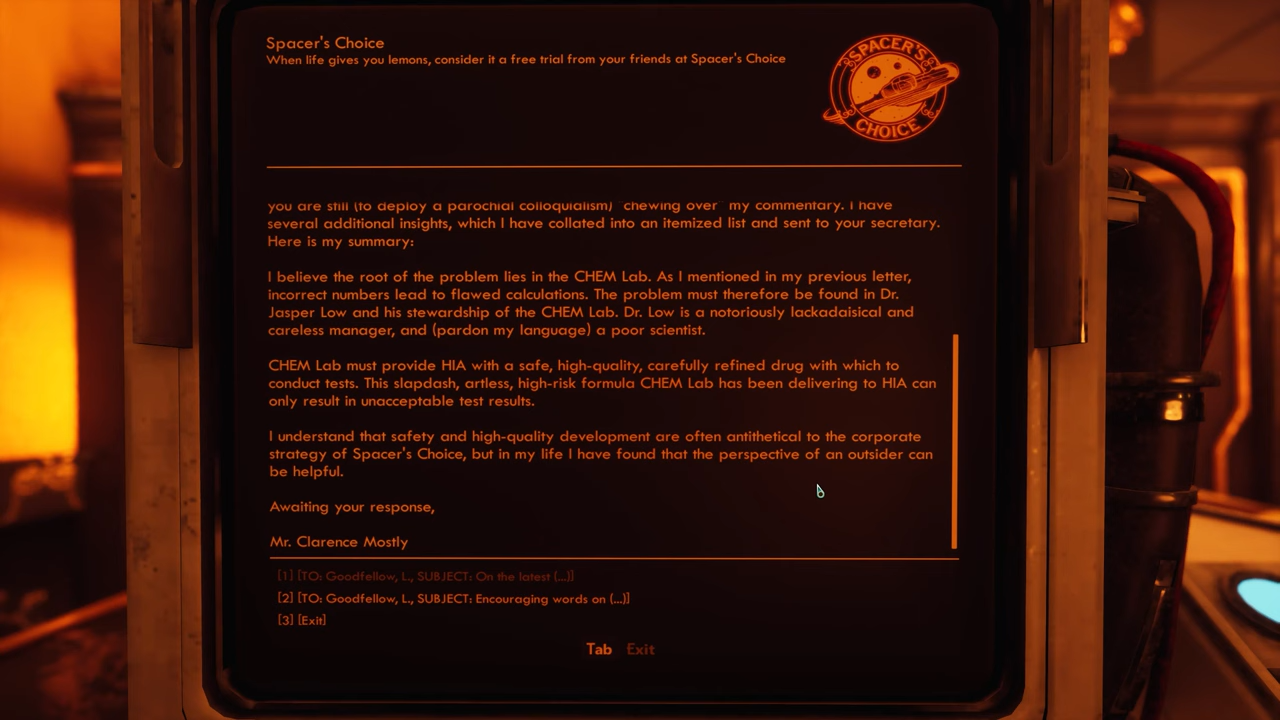 Spacer's Choice
When life gives you lemons, consider it a free trial from your friends at Spacer's Choice
SPACER'S
CHOICE
you are still (to deploy a parochial colloquialism) "chewing over" my commentary. I have
several additional insights, which I have collated into an itemized list and sent to your secretary.
Here is my summary:
I believe the root of the problem lies in the CHEM Lab. As I mentioned in my previous letter,
incorrect numbers lead to flawed calculations. The problem must therefore be found in Dr.
Jasper Low and his stewardship of the CHEM Lab. Dr. Low is a notoriously lackadaisical and
careless manager, and (pardon my language) a poor scientist.
CHEM Lab must provide HIA with a safe, high-quality, carefully refined drug with which to
conduct tests. This slapdash, artless, high-risk formula CHEM Lab has been delivering to HIA can
only result in unacceptable test results.
I understand that safety and high-quality development are often antithetical to the corporate
strategy of Spacer's Choice, but in my life I have found that the perspective of an outsider can
be helpful.
Awaiting your response,
Mr. Clarence Mostly
[1] [TO: Goodfellow, L., SUBJECT: On the latest (...)]
[2] [TO: Goodfellow, L., SUBJECT: Encouraging words on (...)]
[3] [Exit]
Tab Exit